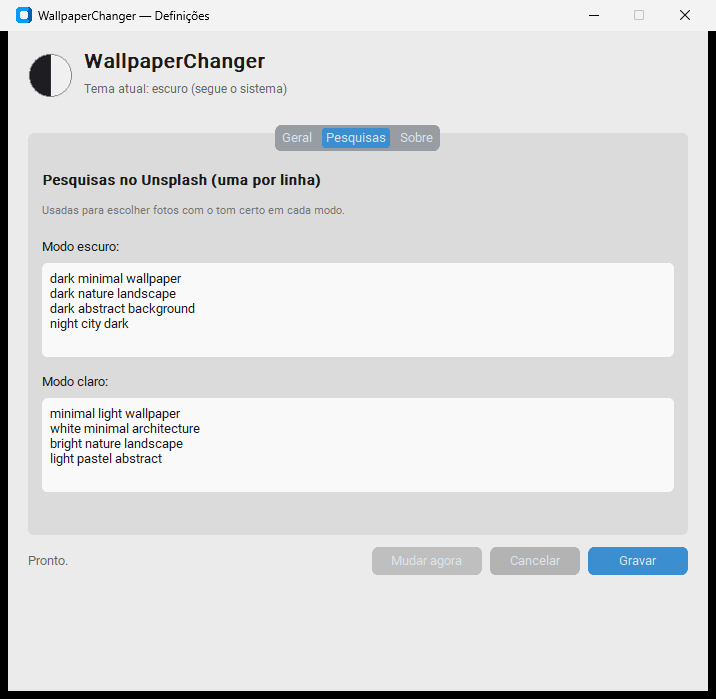 WallpaperChanger — Definições
WallpaperChanger
Tema atual: escuro (segue o sistema)
Geral Pesquisas Sobre
Pesquisas no Unsplash (uma por linha)
Usadas para escolher fotos com o tom certo em cada modo.
Modo escuro:
dark minimal wallpaper
dark nature landscape
dark abstract background
night city dark
Modo claro:
minimal light wallpaper
white minimal architecture
bright nature landscape
light pastel abstract
Pronto. Mudar agora Cancelar Gravar